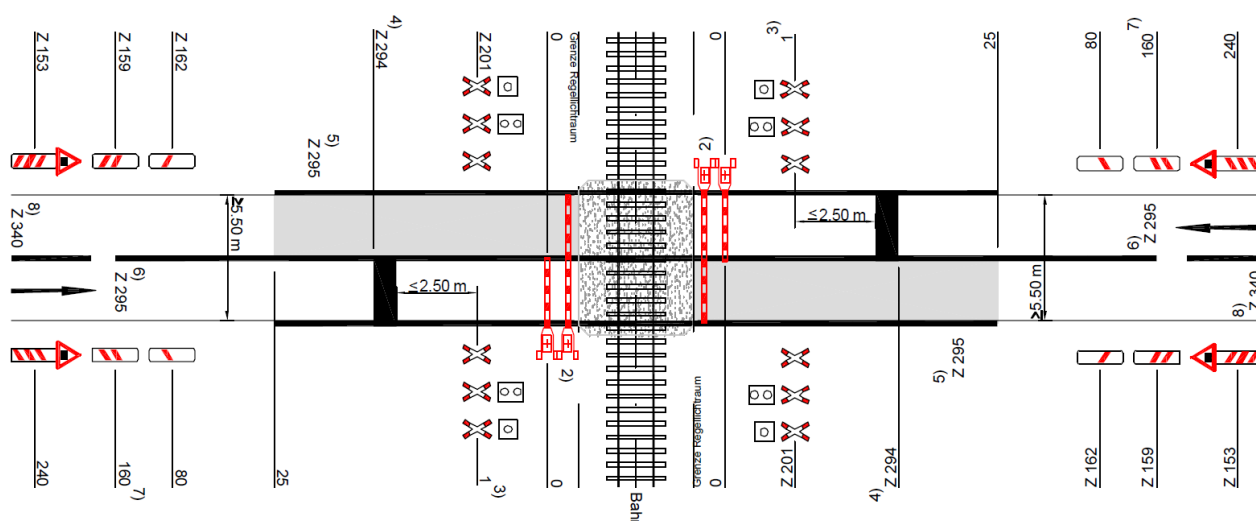 Z 153
Z 159
Z 162
4)
Z 294
Z 201
0
Grenze Regellichtraum
0
3)
1
25
80
7)
160
240
5)
Z 295
2)
8)
Z 340
≥5.50 m
6)
Z 295
≤2.50 m
≤2.50 m
6)
Z 295
≥5.50 m
8)
Z 340
2)
5)
Z 295
240
160
7)
80
25
1
3)
0
Bahn
Grenze Regellichtraum
0
Z 201
4)
Z 294
Z 162
Z 159
Z 153